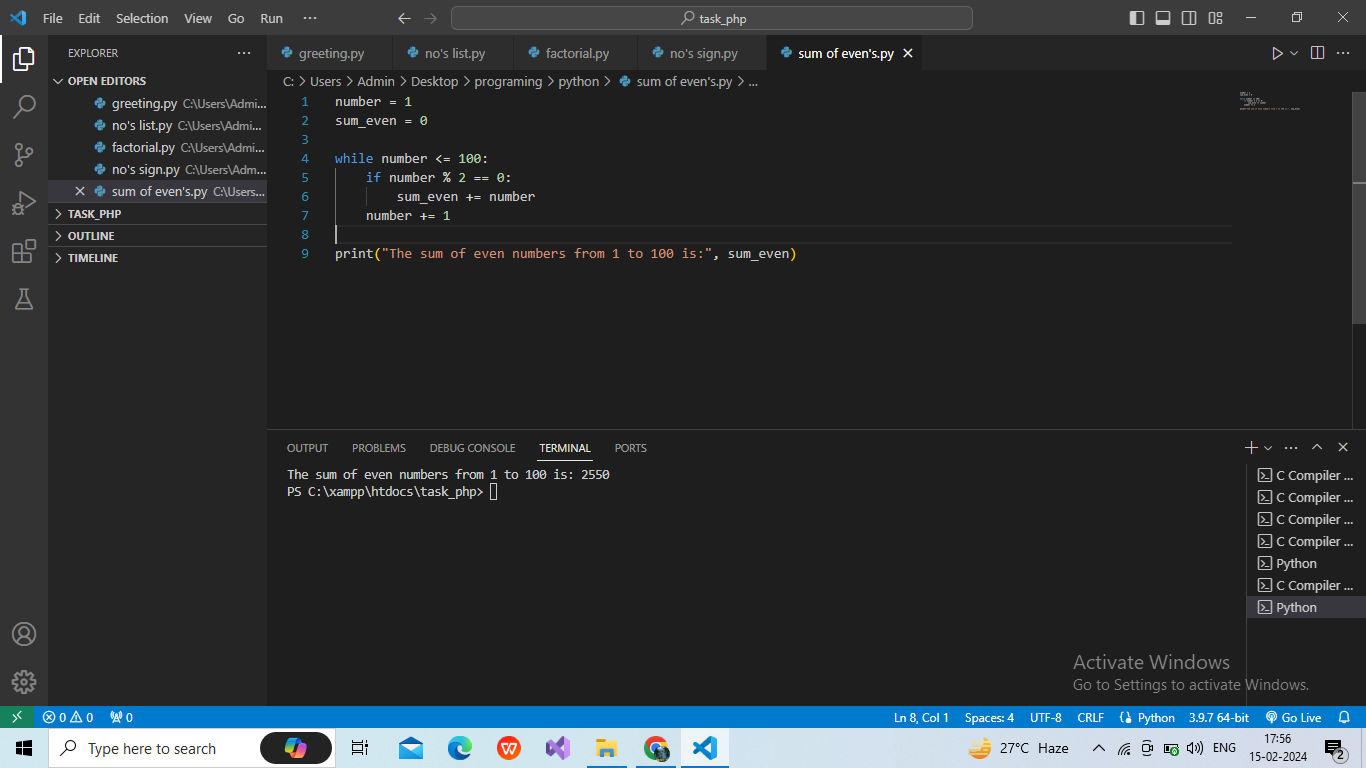 File Edit Selection View Go Run ··· task_php
EXPLORER ···
OPEN EDITORS
greeting.py C:\Users\Admi...
no's list.py C:\Users\Admi...
factorial.py C:\Users\Admi...
no's sign.py C:\Users\Adm...
sum of even's.py C:\Users...
TASK_PHP
OUTLINE
TIMELINE
greeting.py no's list.py factorial.py no's sign.py sum of even's.py
C: > Users > Admin > Desktop > programing > python > sum of even's.py > ...
1 number = 1
2 sum_even = 0
3
4 while number <= 100:
5 if number % 2 == 0:
6 sum_even += number
7 number += 1
8
9 print("The sum of even numbers from 1 to 100 is:", sum_even)
OUTPUT PROBLEMS DEBUG CONSOLE TERMINAL PORTS
The sum of even numbers from 1 to 100 is: 2550
PS C:\xampp\htdocs\task_php>
C Compiler ...
C Compiler ...
C Compiler ...
C Compiler ...
Python
C Compiler ...
Python
Activate Windows
Go to Settings to activate Windows.
0 0 0 Ln 8, Col 1 Spaces: 4 UTF-8 CRLF Python 3.9.7 64-bit Go Live
Type here to search 27°C Haze ENG 17:56
15-02-2024
2